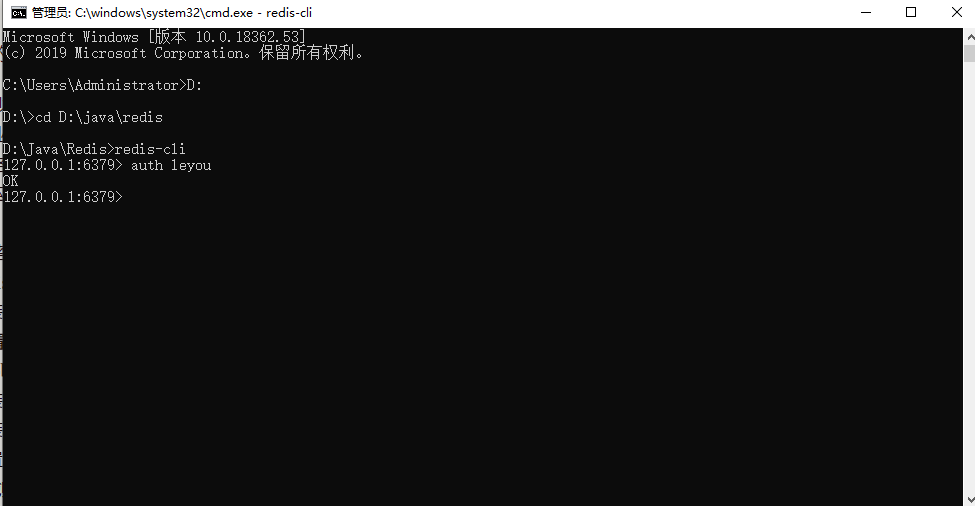 管理员: C:\windows\system32\cmd.exe - redis-cli
Microsoft Windows [版本 10.0.18362.53]
(c) 2019 Microsoft Corporation。保留所有权利。
C:\Users\Administrator>D:
D:\>cd D:\java\redis
D:\Java\Redis>redis-cli
127.0.0.1:6379> auth leyou
OK
127.0.0.1:6379>